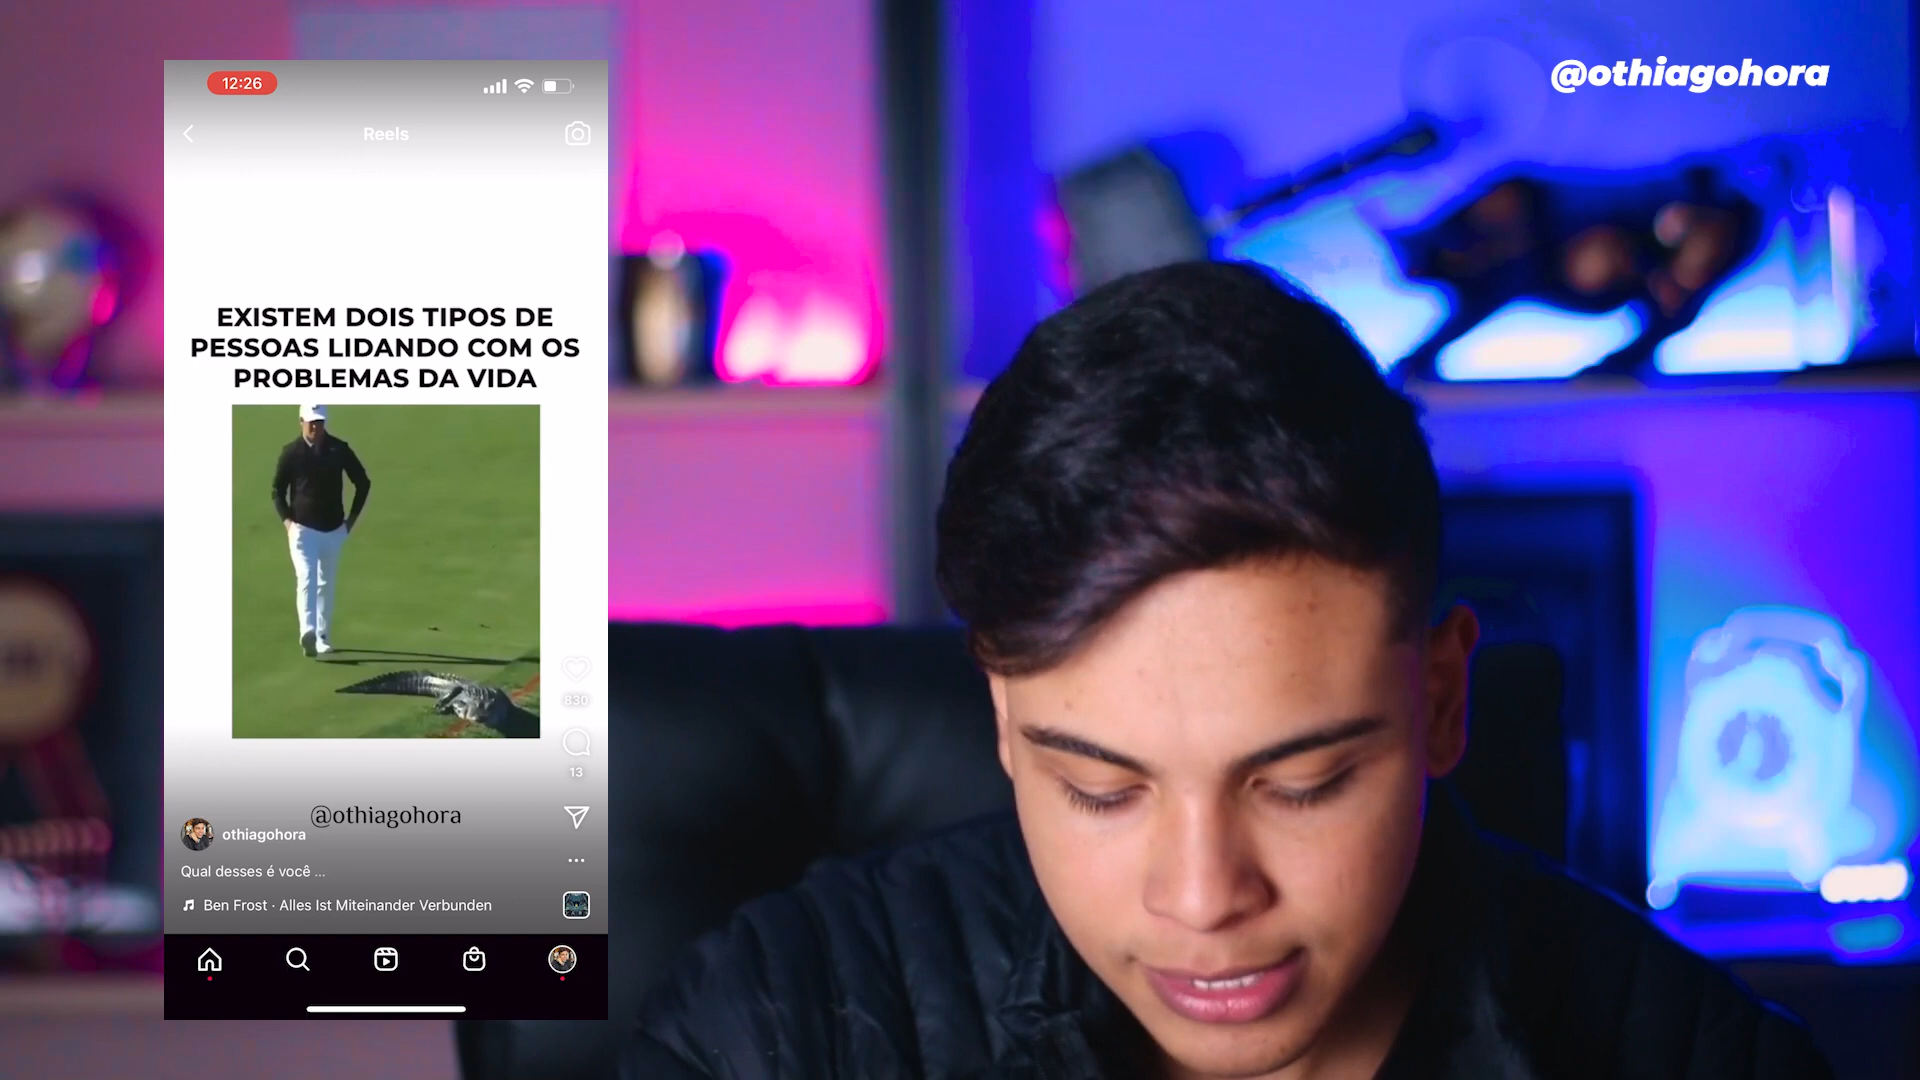 @othiagohora
12:26
Reels
EXISTEM DOIS TIPOS DE
PESSOAS LIDANDO COM OS
PROBLEMAS DA VIDA
830
13
@othiagohora
othiagohora
Qual desses é você ...
Ben Frost · Alles Ist Miteinander Verbunden